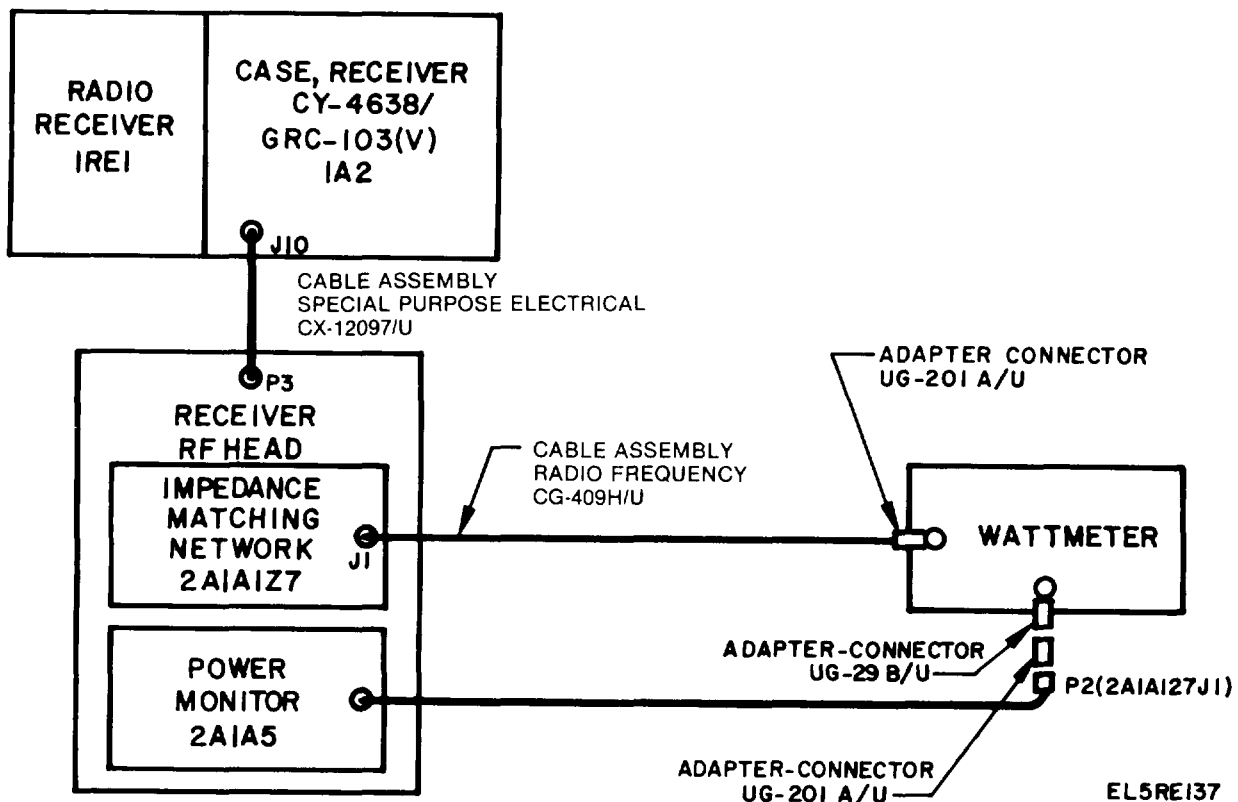 RADIO
RECEIVER
1RE1
CASE, RECEIVER
CY-4638/
GRC-103(V)
1A2
J10
CABLE ASSEMBLY
SPECIAL PURPOSE ELECTRICAL
CX-12097/U
P3
RECEIVER
RF HEAD
IMPEDANCE
MATCHING
NETWORK
2A1A1Z7
J1
CABLE ASSEMBLY
RADIO FREQUENCY
CG-409H/U
ADAPTER CONNECTOR
UG-201 A/U
WATTMETER
POWER
MONITOR
2A1A5
ADAPTER-CONNECTOR
UG-29 B/U
P2(2A1A127J1)
ADAPTER-CONNECTOR
UG-201 A/U
EL5RE137